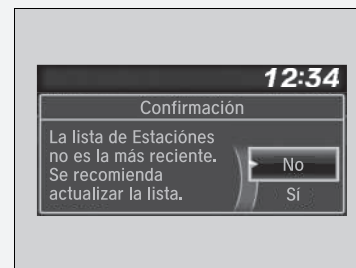 12:34
Confirmación
La lista de Estaciónes
no es la más reciente.
Se recomienda
actualizar la lista.
No
Sí